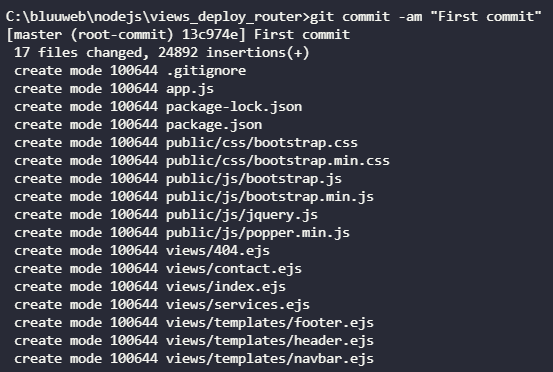 C:\bluuweb\nodejs\views_deploy_router>git commit -am "First commit"
[master (root-commit) 13c974e] First commit
17 files changed, 24892 insertions(+)
create mode 100644 .gitignore
create mode 100644 app.js
create mode 100644 package-lock.json
create mode 100644 package.json
create mode 100644 public/css/bootstrap.css
create mode 100644 public/css/bootstrap.min.css
create mode 100644 public/js/bootstrap.js
create mode 100644 public/js/bootstrap.min.js
create mode 100644 public/js/jquery.js
create mode 100644 public/js/popper.min.js
create mode 100644 views/404.ejs
create mode 100644 views/contact.ejs
create mode 100644 views/index.ejs
create mode 100644 views/services.ejs
create mode 100644 views/templates/footer.ejs
create mode 100644 views/templates/header.ejs
create mode 100644 views/templates/navbar.ejs